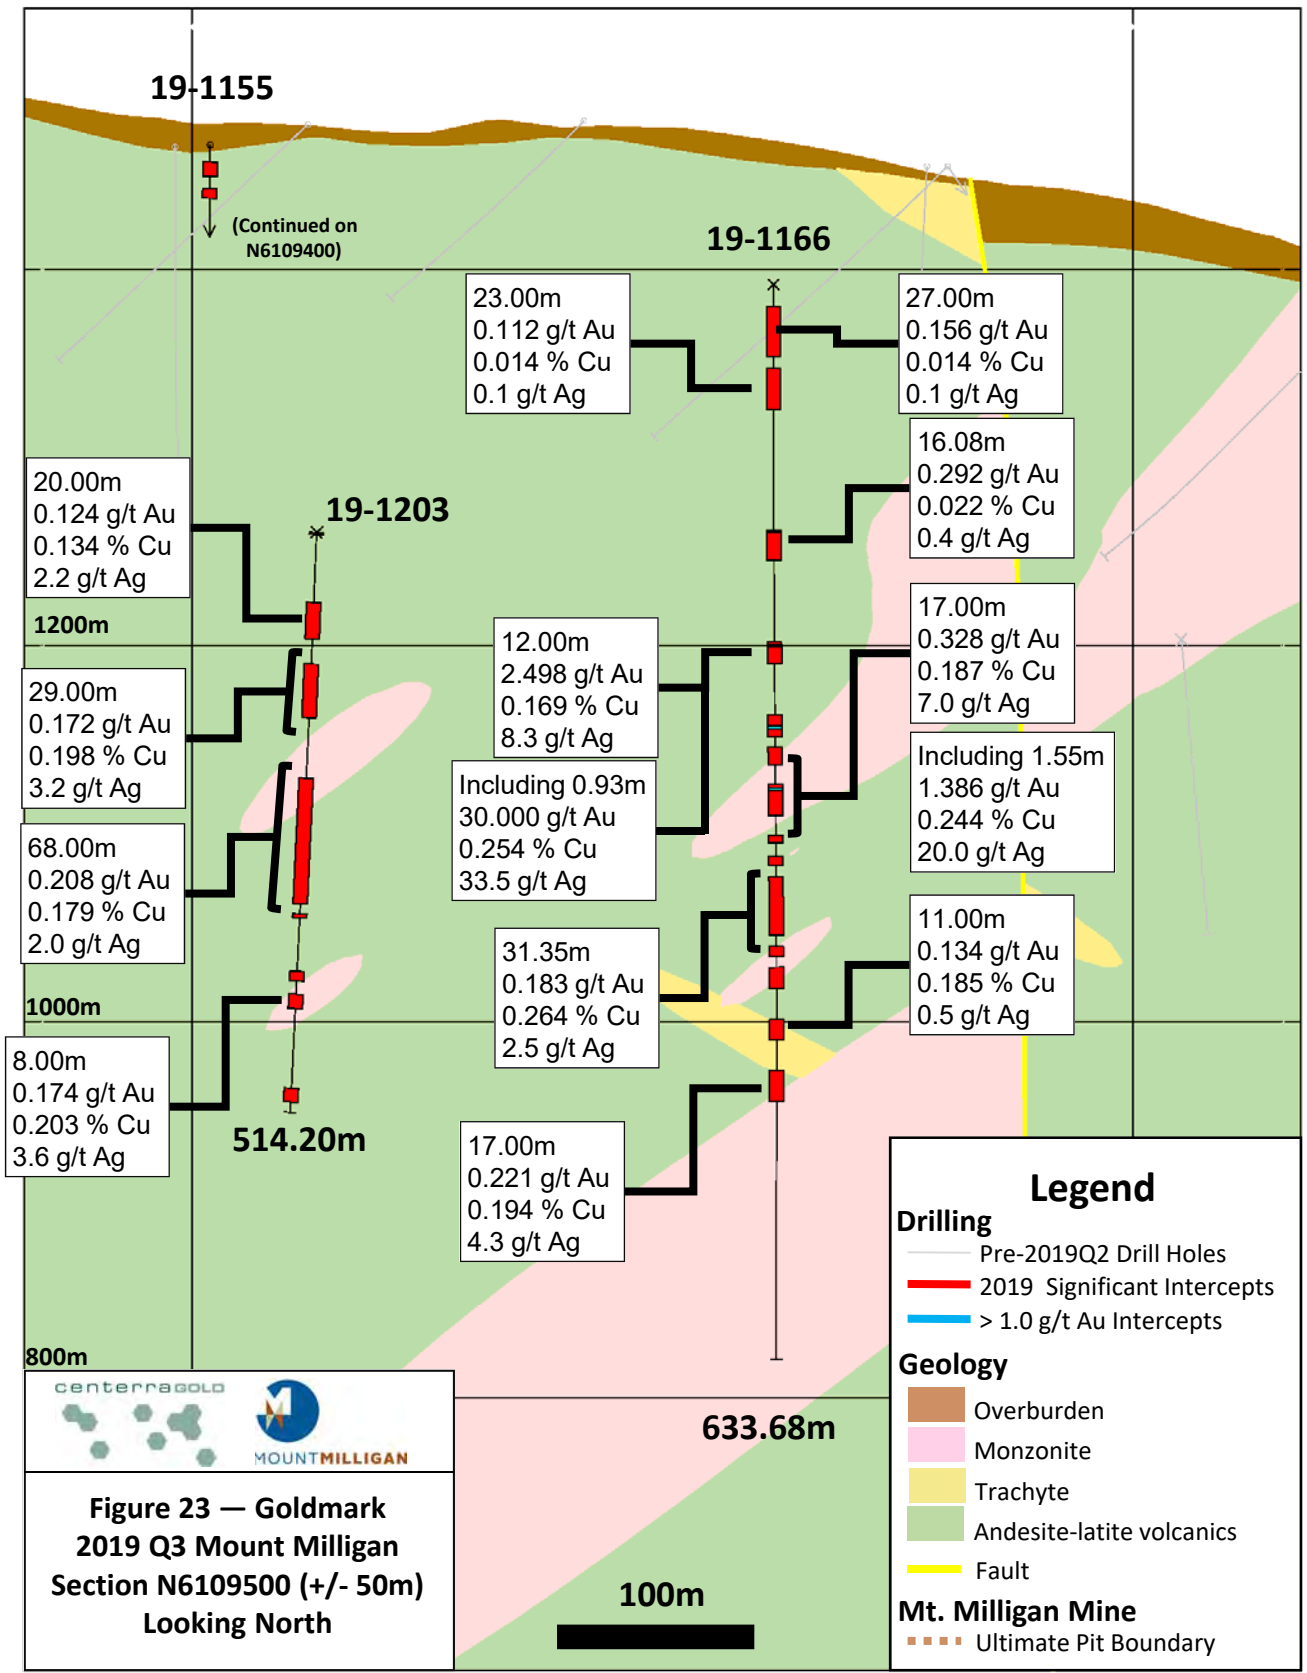 19-1155
(Continued on
N6109400)
19-1166
23.00m
0.112 g/t Au
0.014 % Cu
0.1 g/t Ag
27.00m
0.156 g/t Au
0.014 % Cu
0.1 g/t Ag
16.08m
0.292 g/t Au
0.022 % Cu
0.4 g/t Ag
20.00m
0.124 g/t Au
0.134 % Cu
2.2 g/t Ag
19-1203
1200m
12.00m
2.498 g/t Au
0.169 % Cu
8.3 g/t Ag
17.00m
0.328 g/t Au
0.187 % Cu
7.0 g/t Ag
29.00m
0.172 g/t Au
0.198 % Cu
3.2 g/t Ag
Including 0.93m
30.000 g/t Au
0.254 % Cu
33.5 g/t Ag
Including 1.55m
1.386 g/t Au
0.244 % Cu
20.0 g/t Ag
68.00m
0.208 g/t Au
0.179 % Cu
2.0 g/t Ag
31.35m
0.183 g/t Au
0.264 % Cu
2.5 g/t Ag
11.00m
0.134 g/t Au
0.185 % Cu
0.5 g/t Ag
1000m
8.00m
0.174 g/t Au
0.203 % Cu
3.6 g/t Ag
514.20m
17.00m
0.221 g/t Au
0.194 % Cu
4.3 g/t Ag
800m
633.68m
100m
centerraGOLD
MOUNTMILLIGAN
Figure 23 — Goldmark
2019 Q3 Mount Milligan
Section N6109500 (+/- 50m)
Looking North
Legend
Drilling
Pre-2019Q2 Drill Holes
2019 Significant Intercepts
> 1.0 g/t Au Intercepts
Geology
Overburden
Monzonite
Trachyte
Andesite-latite volcanics
Fault
Mt. Milligan Mine
Ultimate Pit Boundary